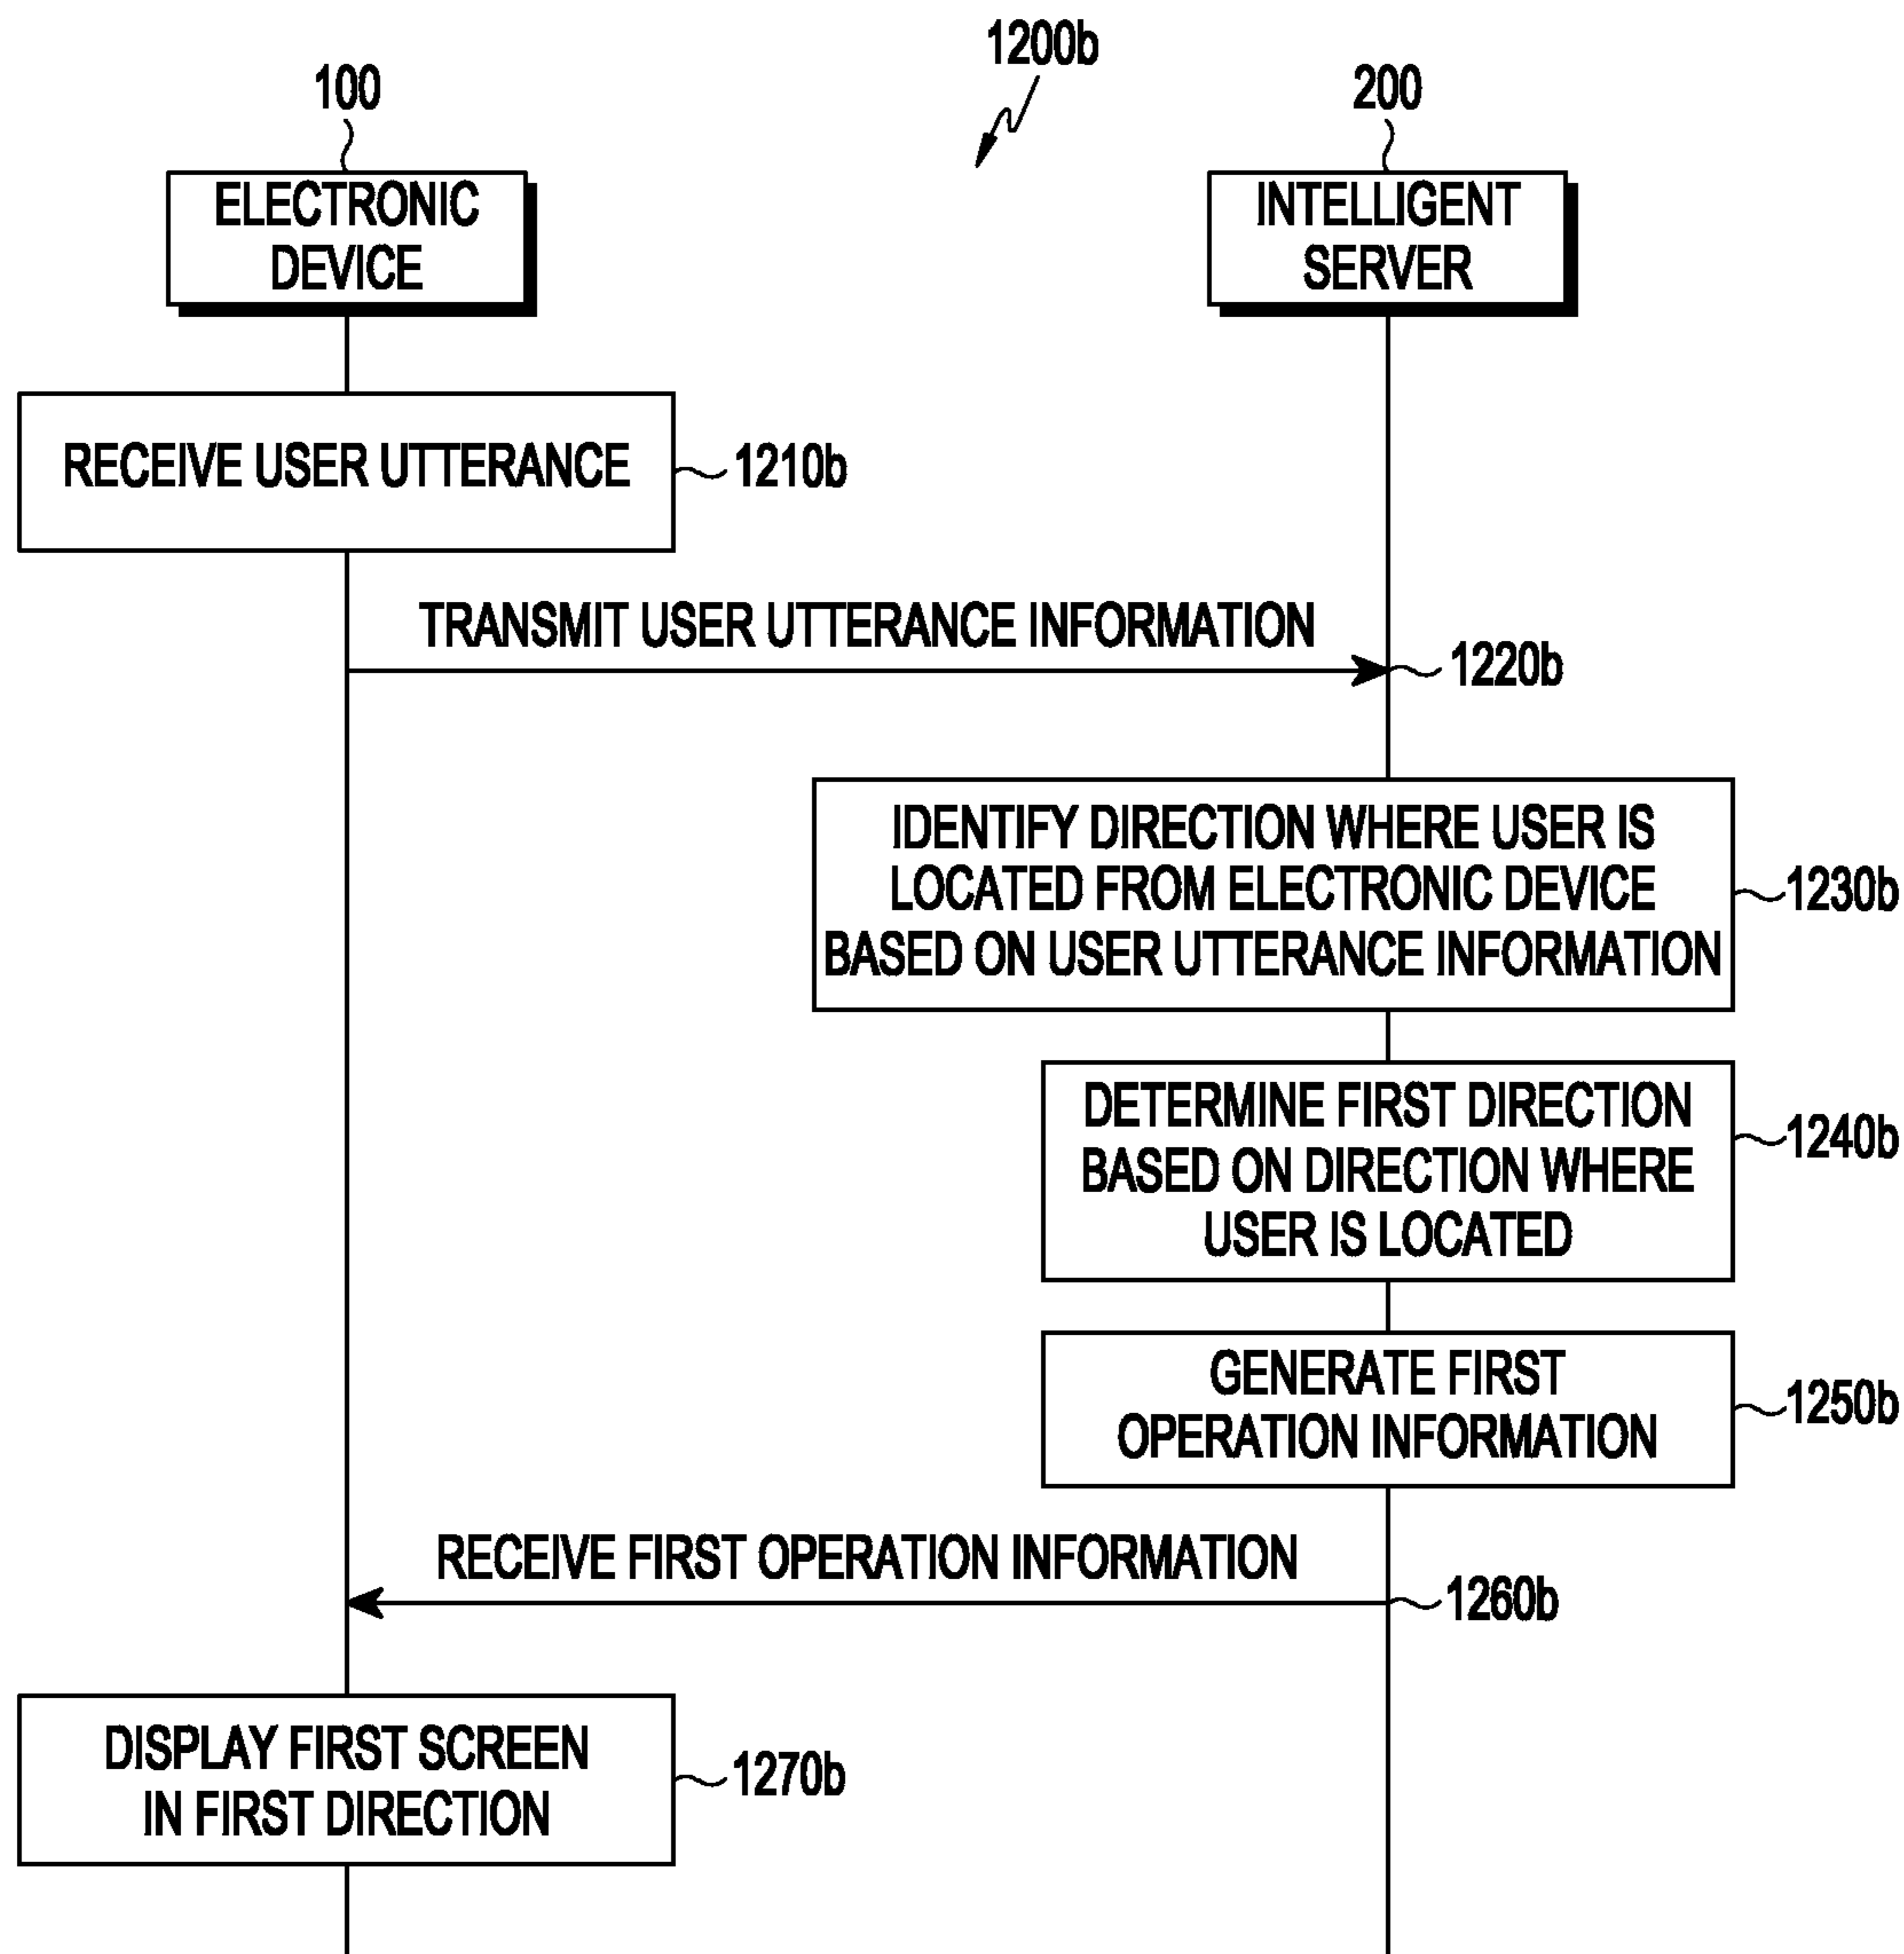 1200b
100
200
ELECTRONIC
DEVICE
INTELLIGENT
SERVER
RECEIVE USER UTTERANCE
1210b
TRANSMIT USER UTTERANCE INFORMATION
1220b
IDENTIFY DIRECTION WHERE USER IS
LOCATED FROM ELECTRONIC DEVICE
BASED ON USER UTTERANCE INFORMATION
1230b
DETERMINE FIRST DIRECTION
BASED ON DIRECTION WHERE
USER IS LOCATED
1240b
GENERATE FIRST
OPERATION INFORMATION
1250b
RECEIVE FIRST OPERATION INFORMATION
1260b
DISPLAY FIRST SCREEN
IN FIRST DIRECTION
1270b